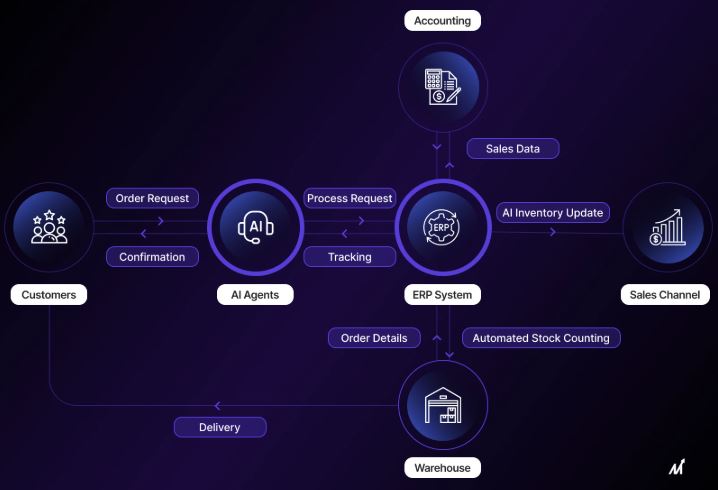 Accounting
Sales Data
Order Request
Process Request
AI Inventory Update
AI
ERP
Confirmation
Tracking
Customers
AI Agents
ERP System
Sales Channel
Order Details
Automated Stock Counting
Delivery
Warehouse